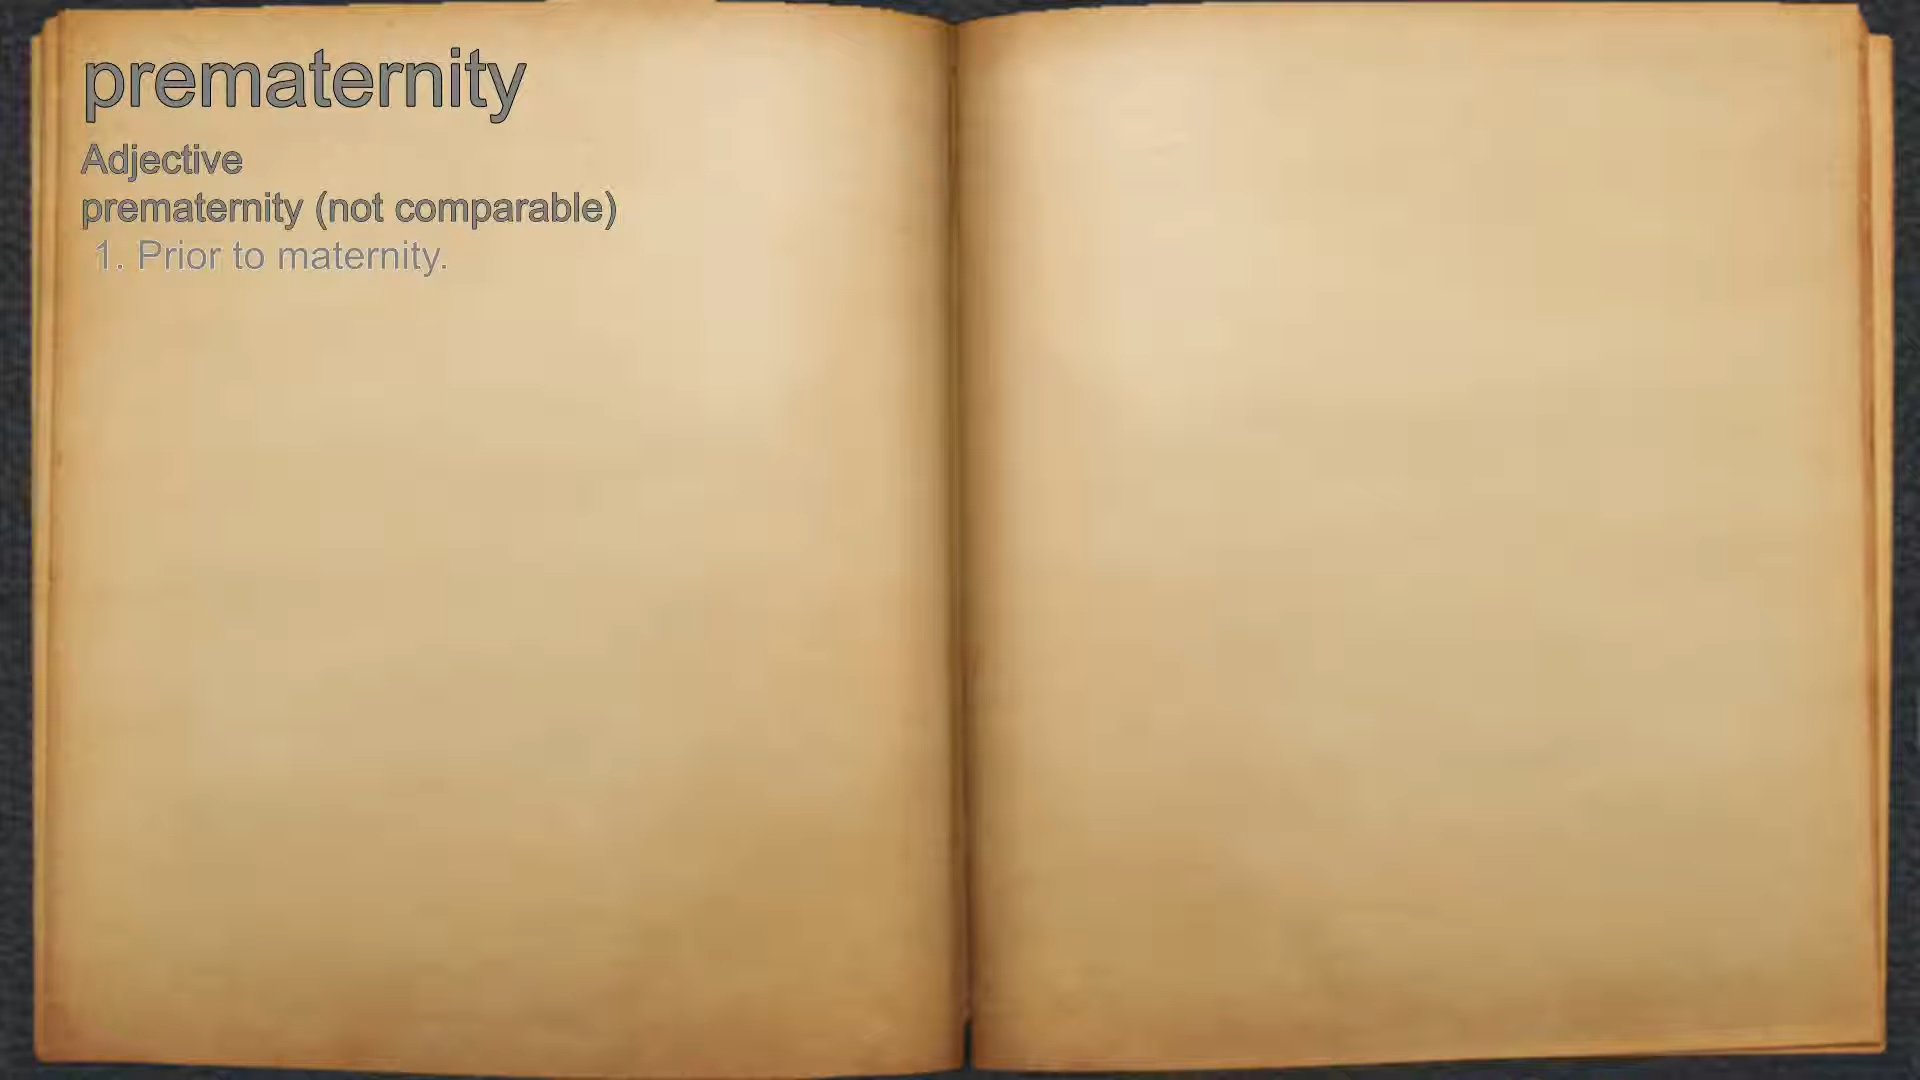 prematernity
Adjective
prematernity (not comparable)
1. Prior to maternity.